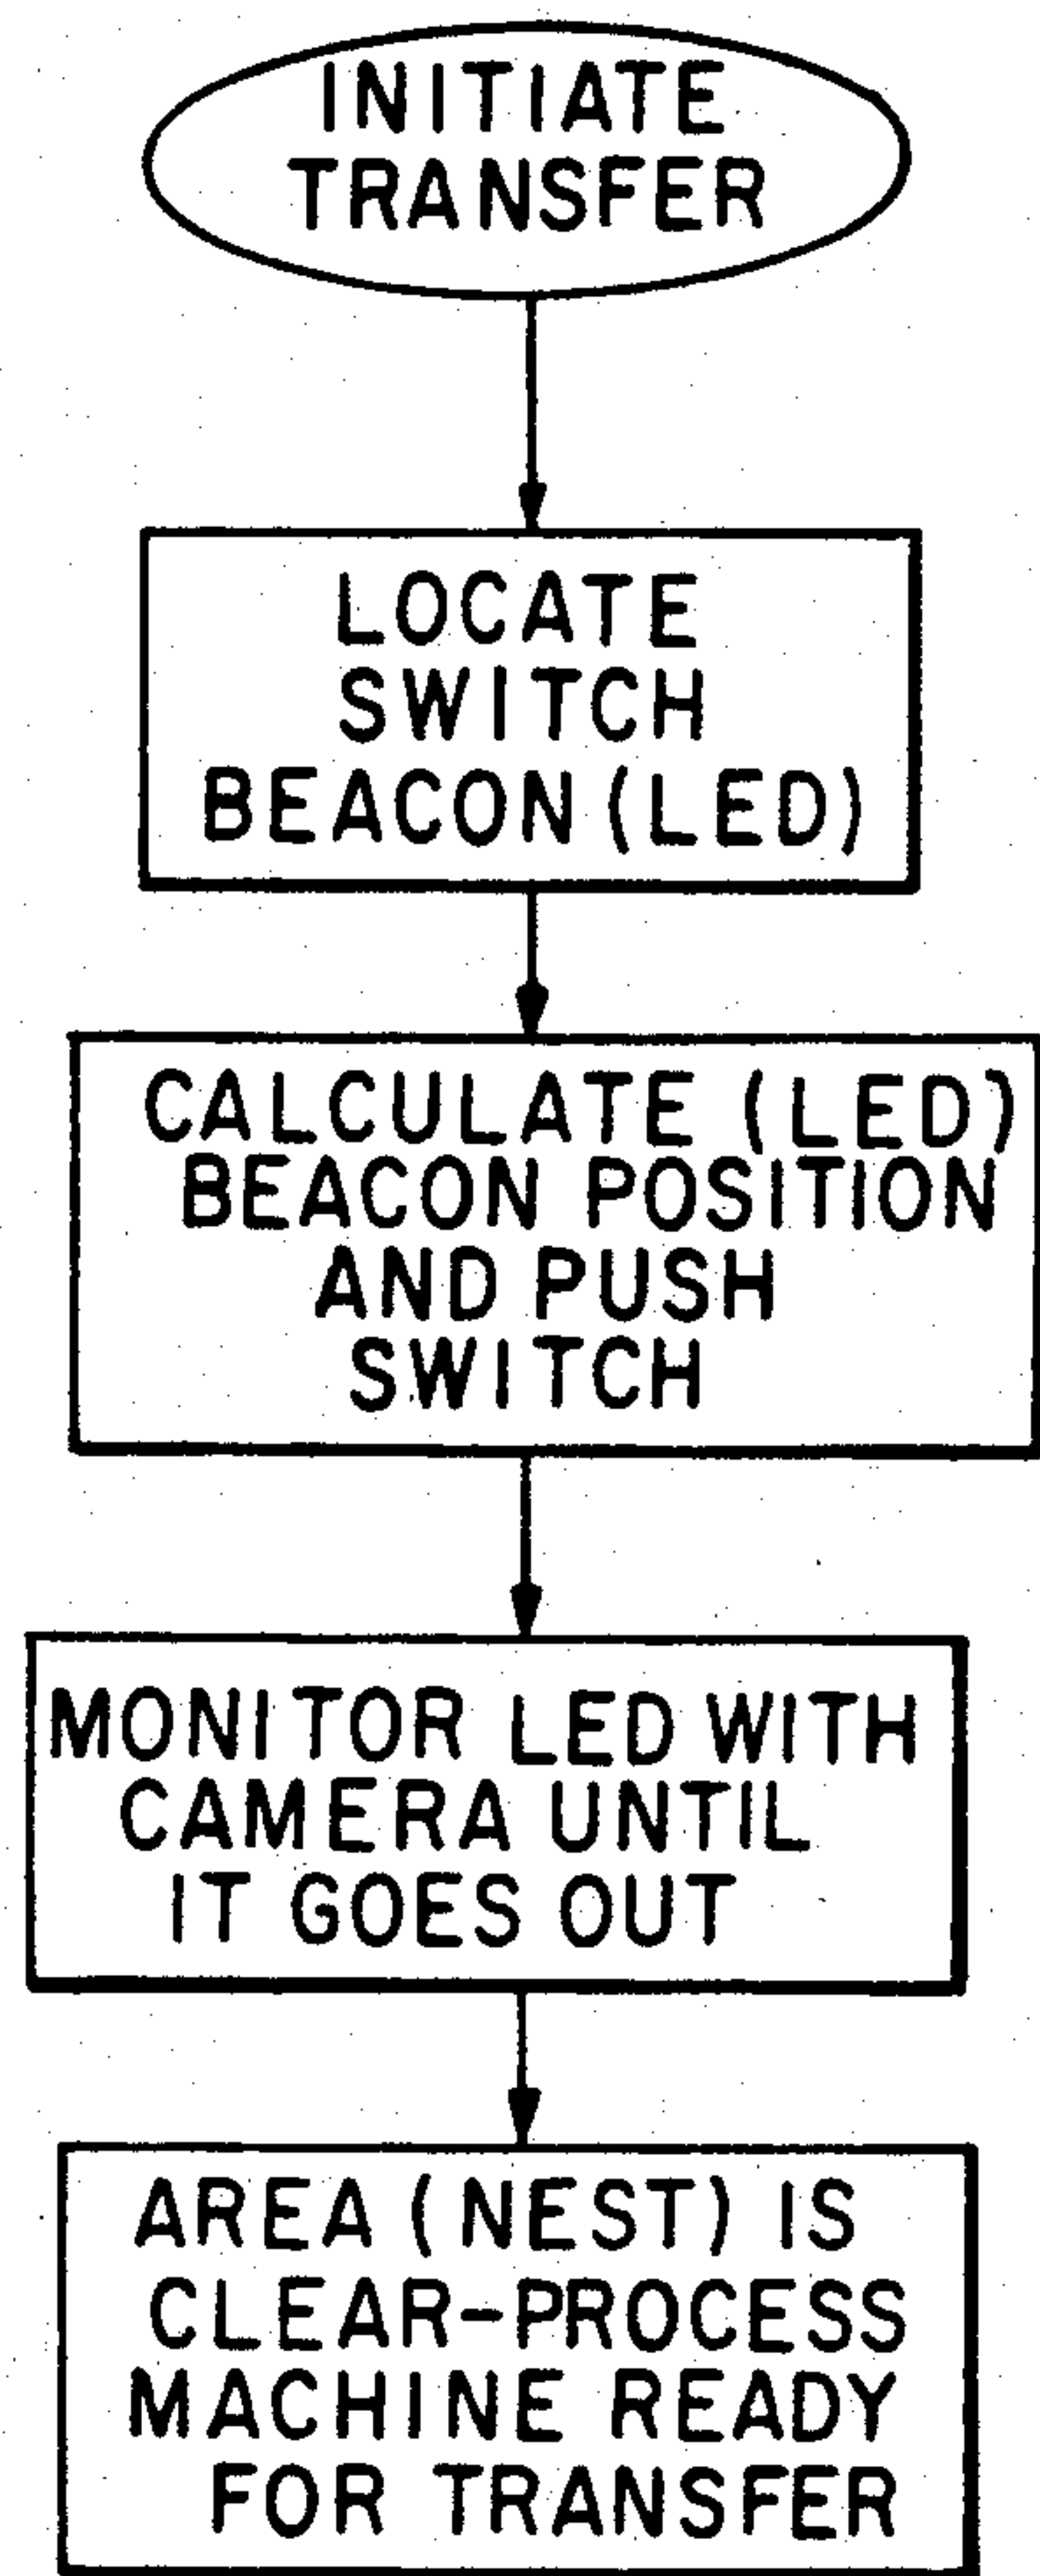 INITIATE
TRANSFER
LOCATE
SWITCH
BEACON (LED)
CALCULATE (LED)
BEACON POSITION
AND PUSH
SWITCH
MONITOR LED WITH
CAMERA UNTIL
IT GOES OUT
AREA (NEST) IS
CLEAR-PROCESS
MACHINE READY
FOR TRANSFER